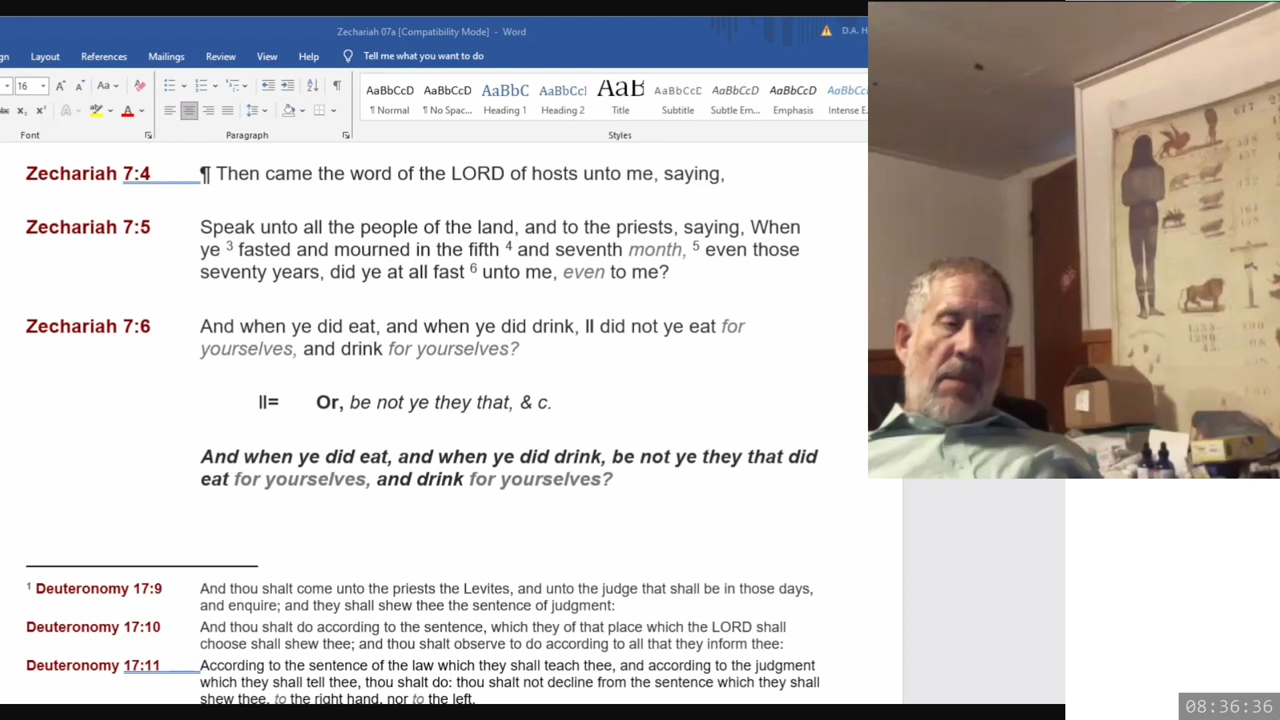 Zechariah 07a [Compatibility Mode] - Word
D.A. H
gn Layout References Mailings Review View Help Tell me what you want to do
16 Aa
AaBbCcD AaBbCcD AaBbC AaBbCcl AaB AaBbCcD AaBbCcD AaBbCcD AaBbCcD
¶ Normal ¶ No Spac... Heading 1 Heading 2 Title Subtitle Subtle Em... Emphasis Intense E
Font Paragraph Styles
Zechariah 7:4 ¶ Then came the word of the LORD of hosts unto me, saying,
Zechariah 7:5 Speak unto all the people of the land, and to the priests, saying, When
ye 3 fasted and mourned in the fifth 4 and seventh month, 5 even those
seventy years, did ye at all fast 6 unto me, even to me?
Zechariah 7:6 And when ye did eat, and when ye did drink, ll did not ye eat for
yourselves, and drink for yourselves?
ll= Or, be not ye they that, & c.
And when ye did eat, and when ye did drink, be not ye they that did
eat for yourselves, and drink for yourselves?
1 Deuteronomy 17:9 And thou shalt come unto the priests the Levites, and unto the judge that shall be in those days,
and enquire; and they shall shew thee the sentence of judgment:
Deuteronomy 17:10 And thou shalt do according to the sentence, which they of that place which the LORD shall
choose shall shew thee; and thou shalt observe to do according to all that they inform thee:
Deuteronomy 17:11 According to the sentence of the law which they shall teach thee, and according to the judgment
which they shall tell thee, thou shalt do: thou shalt not decline from the sentence which they shall
shew thee, to the right hand, nor to the left.
08:36:36